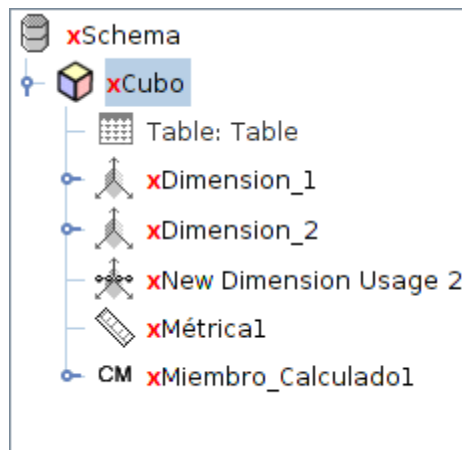 xSchema
xCubo
Table: Table
xDimension_1
xDimension_2
xNew Dimension Usage 2
xMétrica1
CM xMiembro_Calculado1